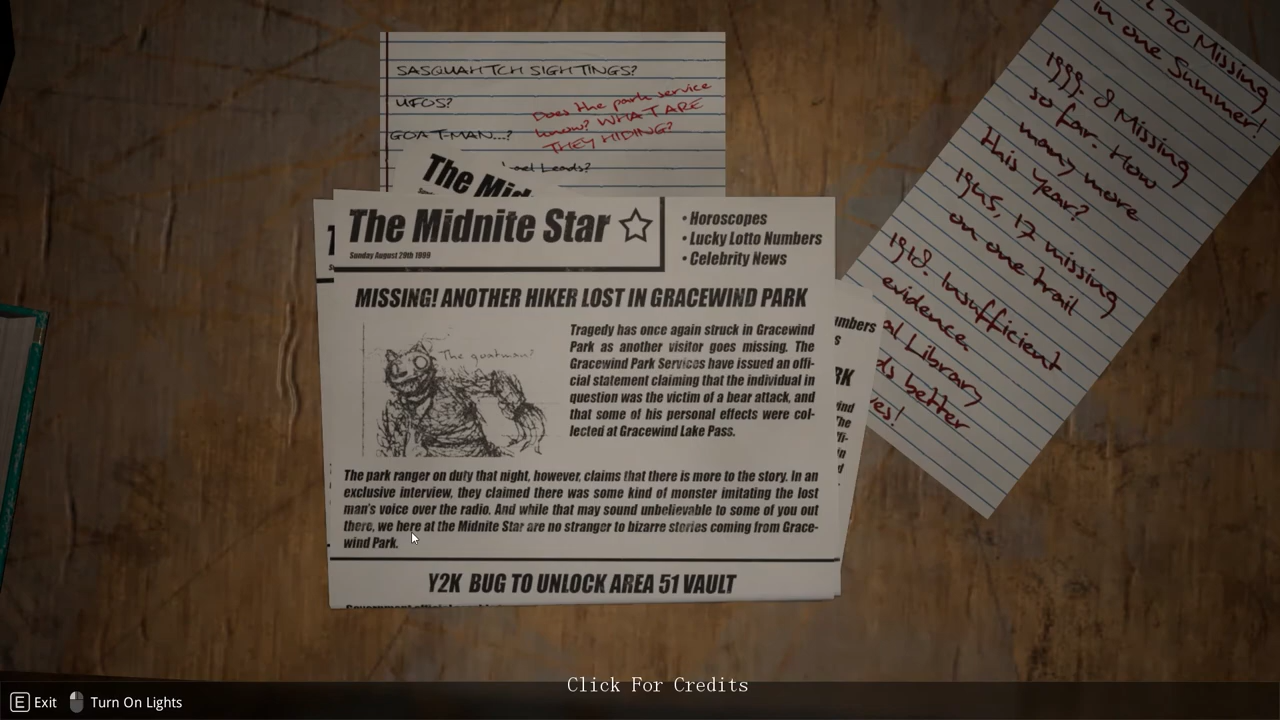 SASQUAHTCH SIGHTINGS?
UFOS?
GOATMAN...?
Does the park service
know? WHAT ARE
THEY HIDING?
Leads?
The Mid
The Midnite Star
Sunday August 29th 1999
• Horoscopes
• Lucky Lotto Numbers
• Celebrity News
MISSING! ANOTHER HIKER LOST IN GRACEWIND PARK
The goatman?
Tragedy has once again struck in Gracewind
Park as another visitor goes missing. The
Gracewind Park Services have issued an offi-
cial statement claiming that the individual in
question was the victim of a bear attack, and
that some of his personal effects were col-
lected at Gracewind Lake Pass.
The park ranger on duty that night, however, claims that there is more to the story. In an
exclusive interview, they claimed there was some kind of monster imitating the lost
man's voice over the radio. And while that may sound unbelievable to some of you out
there, we here at the Midnite Star are no stranger to bizarre stories coming from Grace-
wind Park.
Y2K BUG TO UNLOCK AREA 51 VAULT
20 Missing
in one Summer!
1999. 8 Missing
so far. How
many more
this year?
1945, 17 missing
on one trail
1918. Insufficient
evidence.
al Library
ds better
ves!
umbers
s
RK
ind
The
ffi-
in
d
Click For Credits
E Exit
Turn On Lights